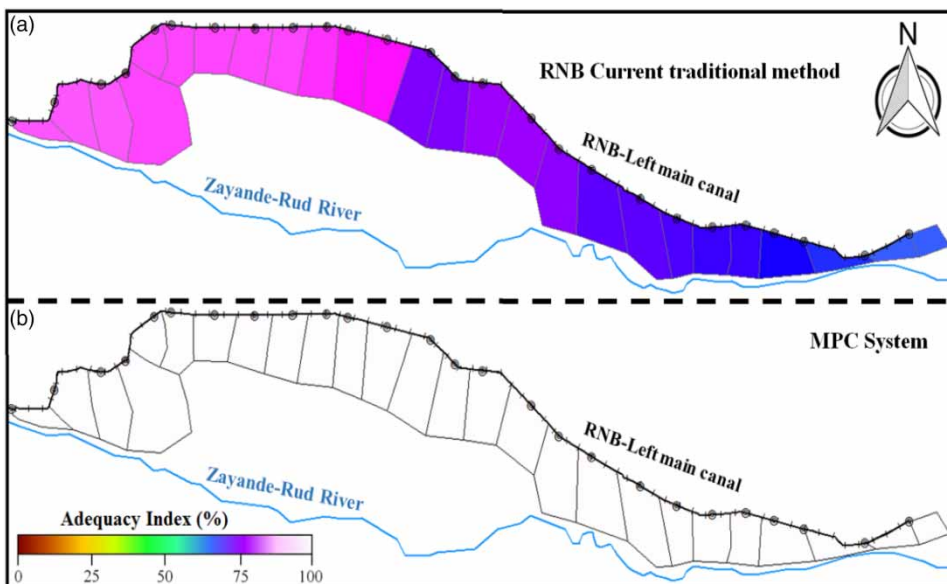 (a)
N
RNB Current traditional method
RNB-Left main canal
Zayande-Rud River
(b)
MPC System
RNB-Left main canal
Zayande-Rud River
Adequacy Index (%)
0 25 50 75 100